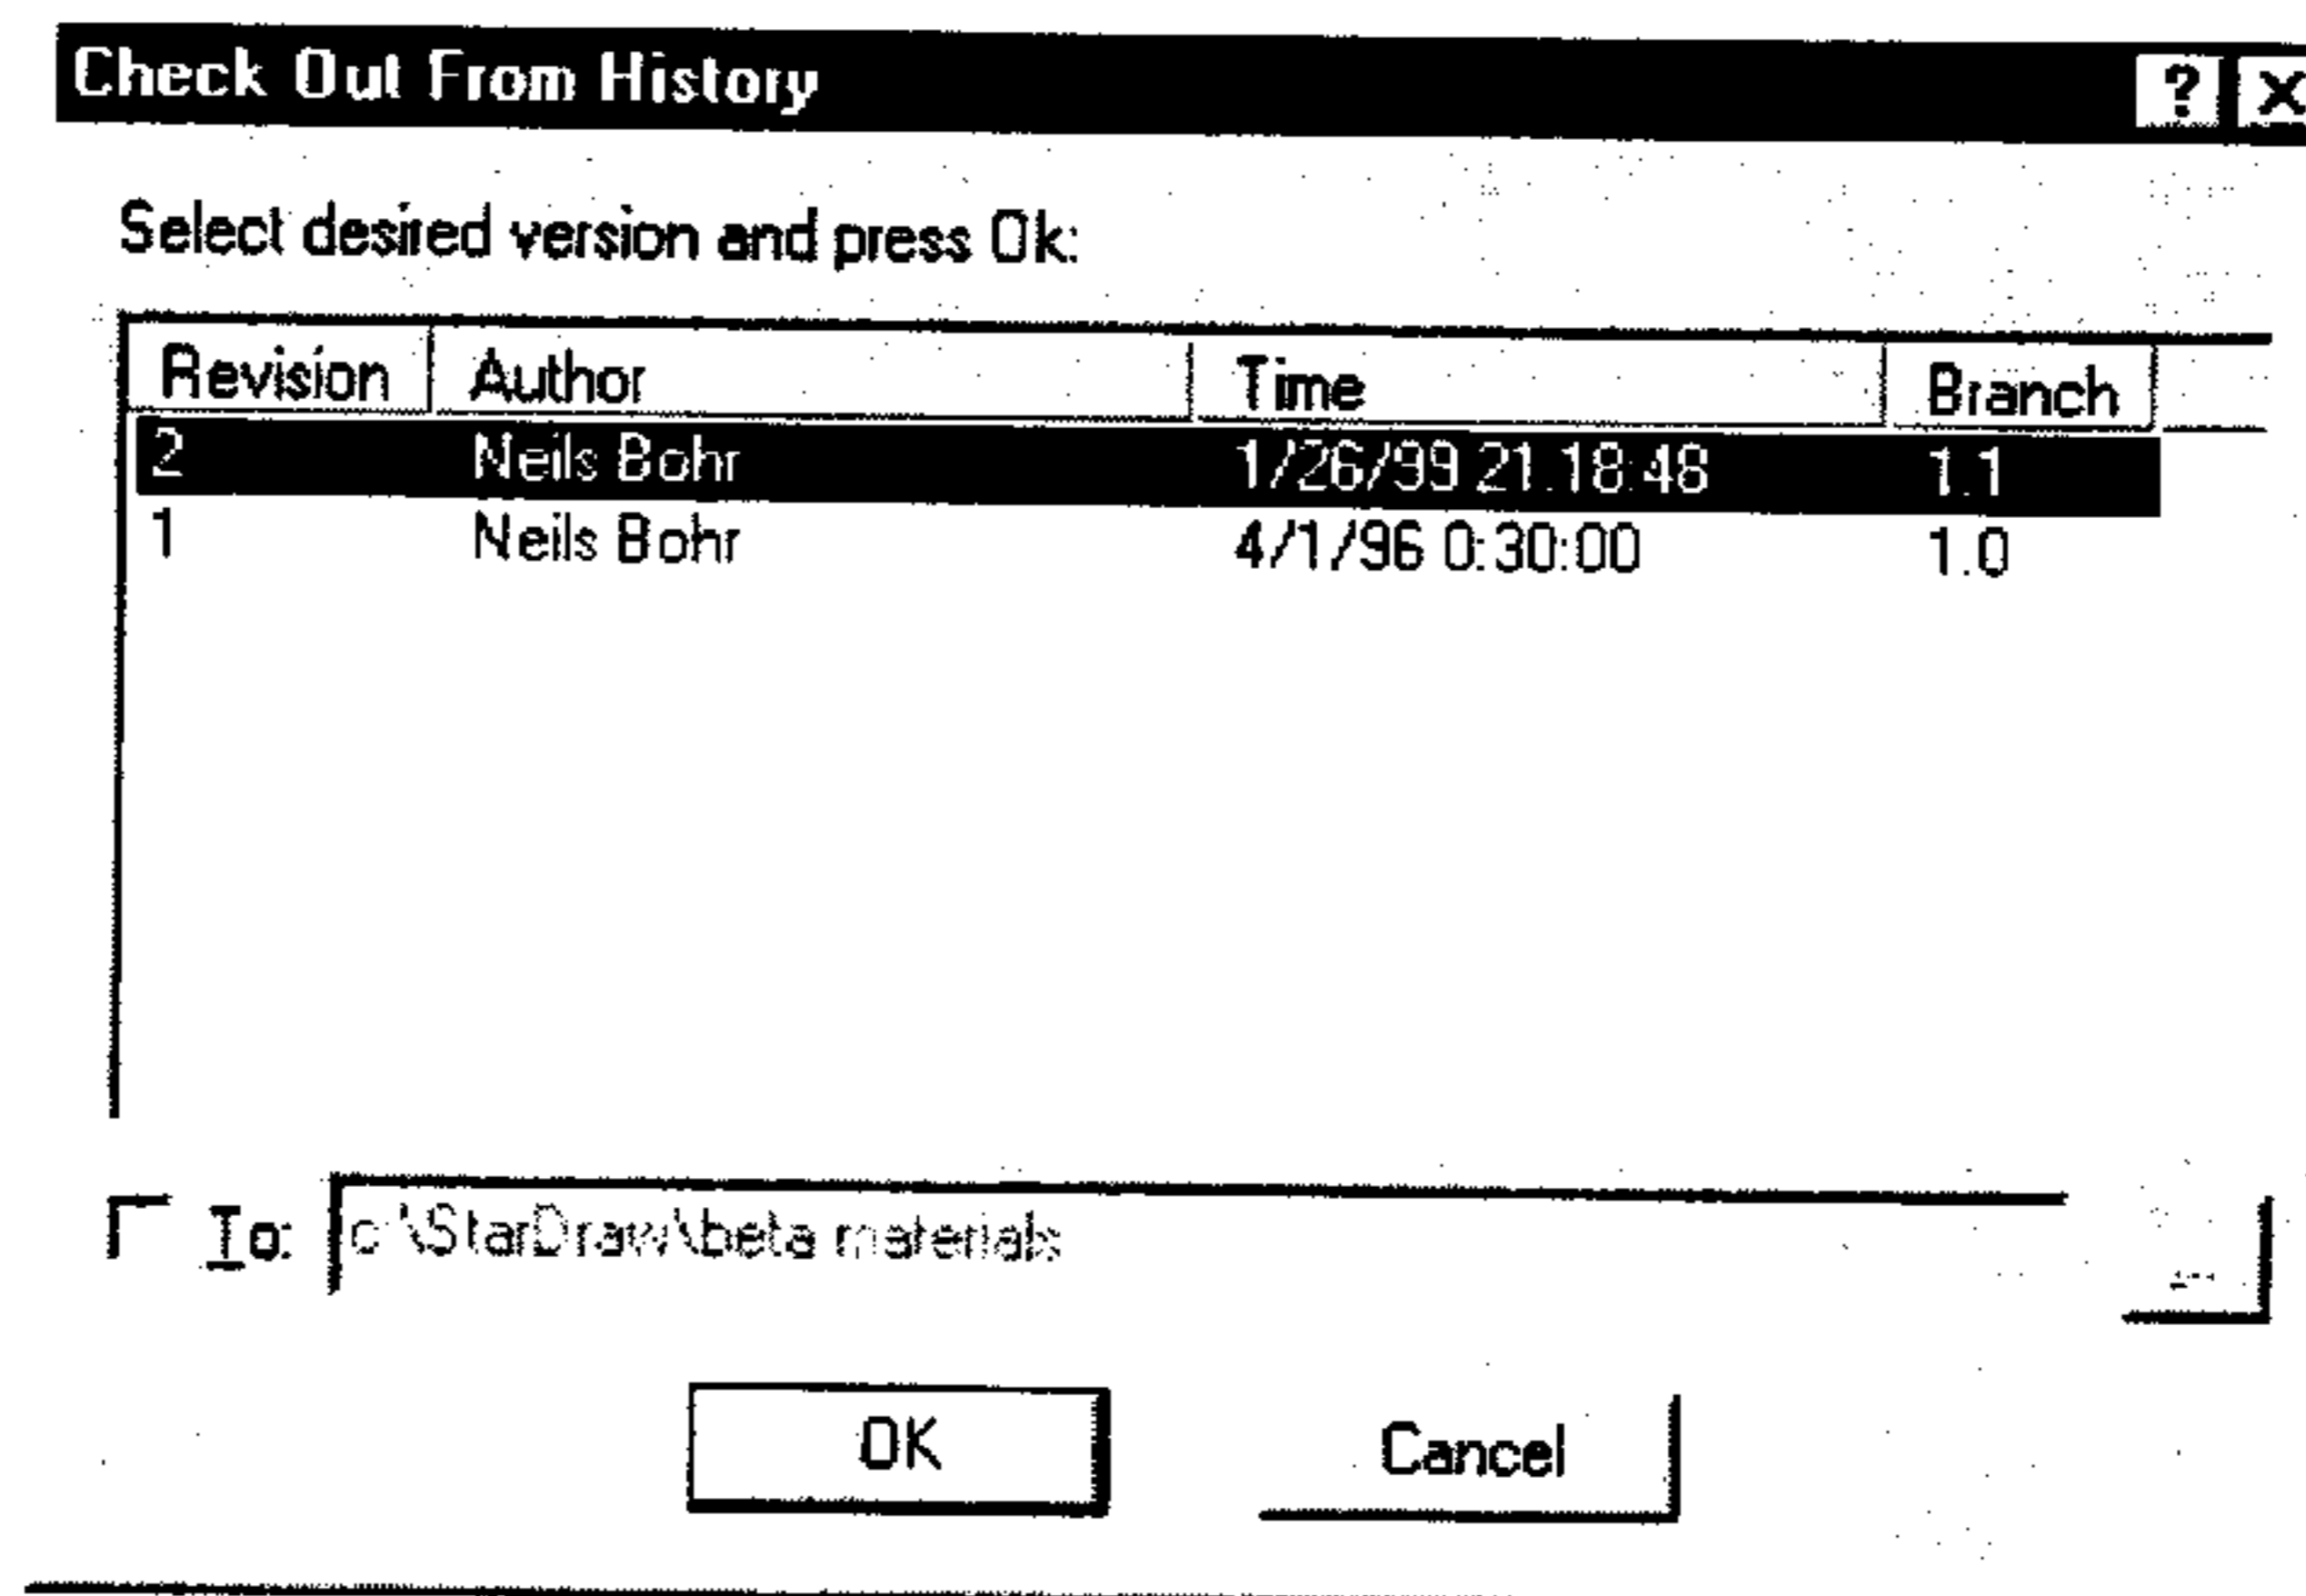 Check Out From History ? X
Select desired version and press Ok:
Revision Author Time Branch
2 Neils Bohr 1/26/99 21:18:48 1.1
1 Neils Bohr 4/1/96 0:30:00 1.0
To: c:\StarDraw\beta materials ...
OK Cancel